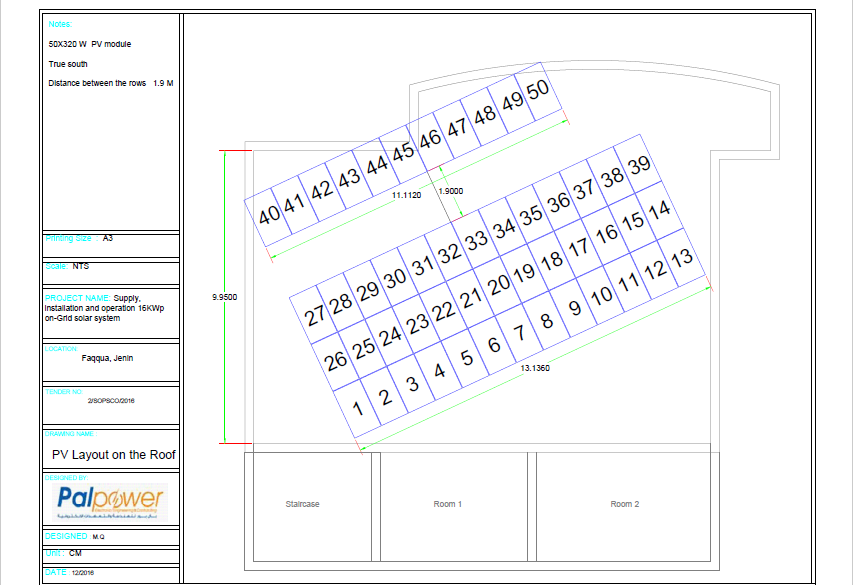 Notes:
50X320 W PV module
True south
Distance between the rows 1.9 M
Printing Size : A3
Scale: NTS
PROJECT NAME: Supply,
Installation and operation 16KWp
on-Grid solar system
LOCATION
Faqqua, Jenin
TENDER NO:
2/SOPSCO/2016
DRAWING NAME:
PV Layout on the Roof
DESIGNED BY:
Palpower
DESIGNED: M.Q
Unit : CM
DATE: 12/2016
40 41 42 43 44 45 46 47 48 49 50
11.1120
1.9000
27 28 29 30 31 32 33 34 35 36 37 38 39
26 25 24 23 22 21 20 19 18 17 16 15 14
1 2 3 4 5 6 7 8 9 10 11 12 13
9.9500
13.1360
Staircase
Room 1
Room 2